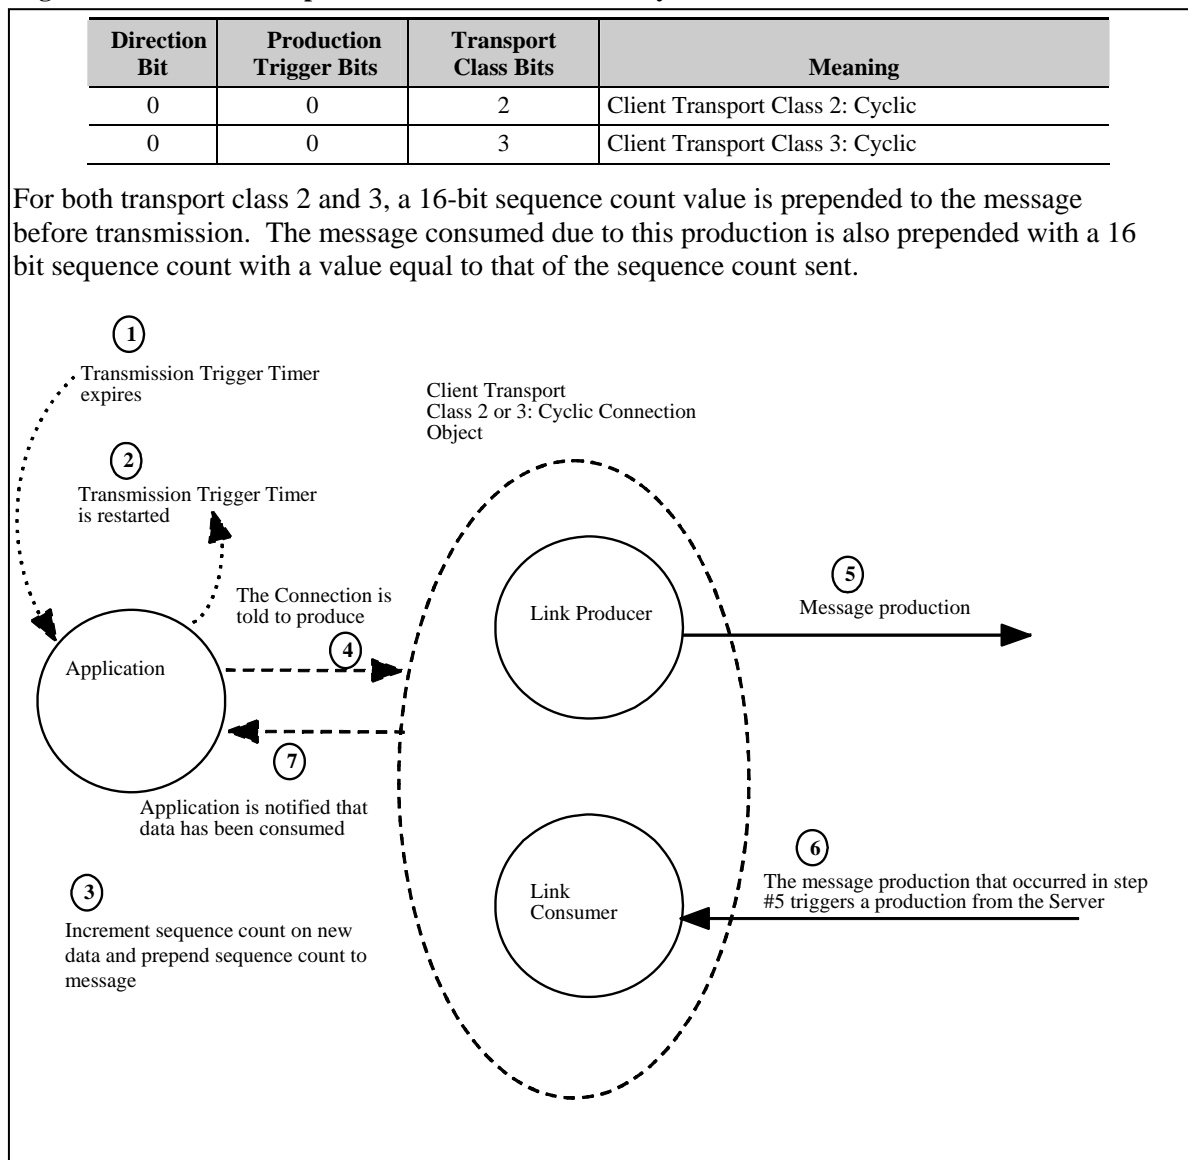 Direction Bit | Production Trigger Bits | Transport Class Bits | Meaning
0 | 0 | 2 | Client Transport Class 2: Cyclic
0 | 0 | 3 | Client Transport Class 3: Cyclic
For both transport class 2 and 3, a 16-bit sequence count value is prepended to the message
before transmission. The message consumed due to this production is also prepended with a 16
bit sequence count with a value equal to that of the sequence count sent.
1
Transmission Trigger Timer
expires
Client Transport
Class 2 or 3: Cyclic Connection
Object
2
Transmission Trigger Timer
is restarted
The Connection is
told to produce
4
Link Producer
5
Message production
Application
7
Application is notified that
data has been consumed
6
The message production that occurred in step
#5 triggers a production from the Server
Link
Consumer
3
Increment sequence count on new
data and prepend sequence count to
message